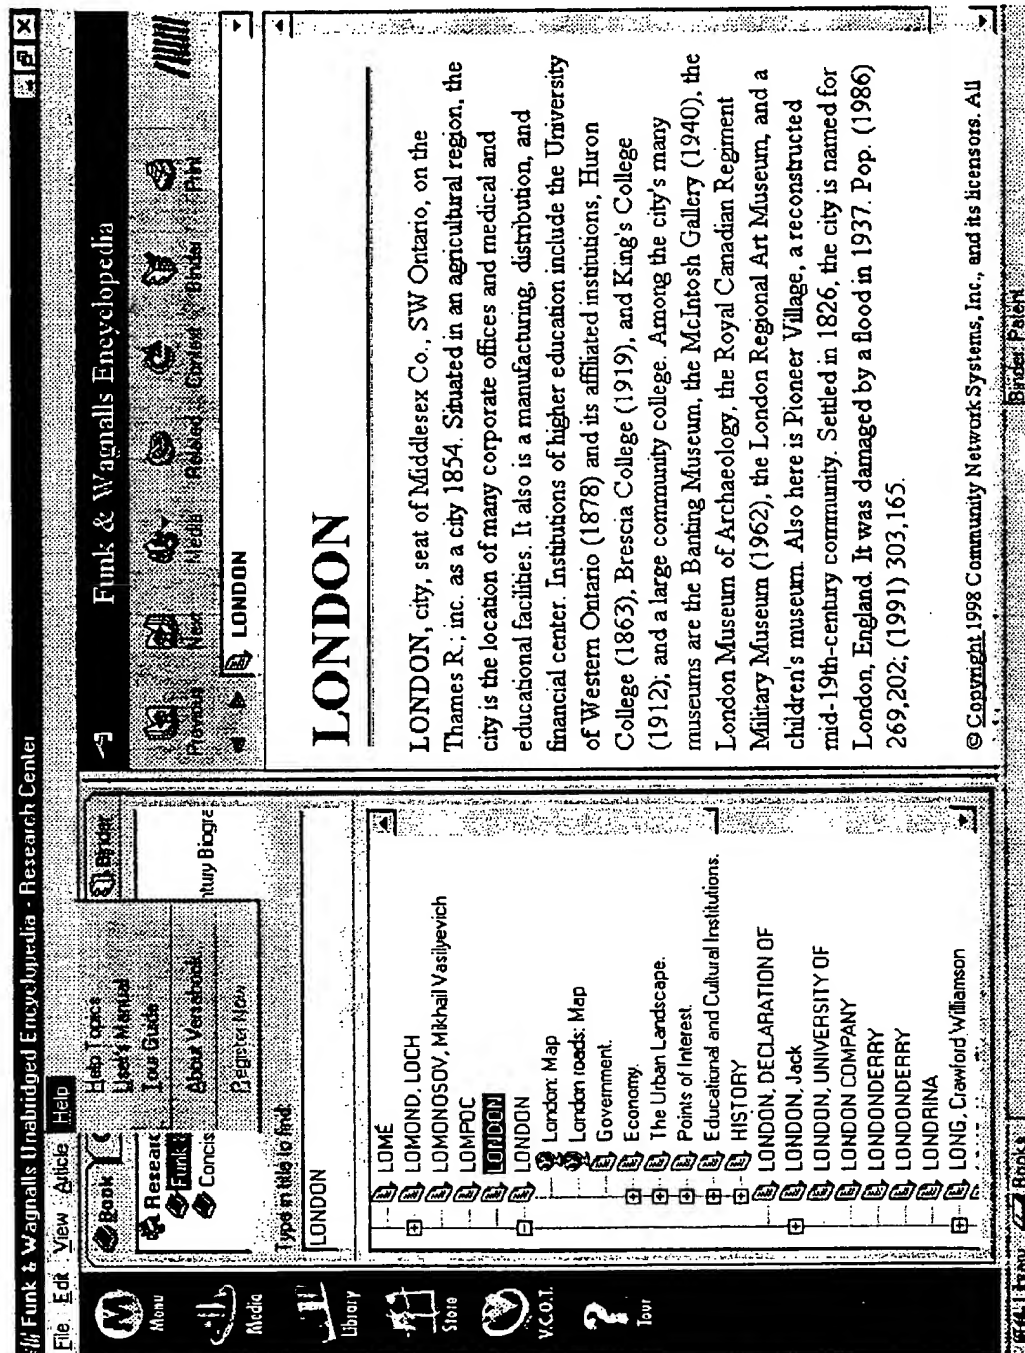 Funk & Wagnalls Unabridged Encyclopedia - Research Center
File Edit View Article Help
Help Topics
User's Manual
Tour Guide
About Versabook
Register Now
Menu
Media
Library
Store
V.C.O.T.
Tour
Book
Binder
Researc
Funk
Concis
ntury Biogra
Type in title to find:
LONDON
LOMÉ
LOMOND, LOCH
LOMONOSOV, Mikhail Vasilyevich
LOMPOC
LONDON
LONDON
London: Map
London roads: Map
Government.
Economy.
The Urban Landscape.
Points of Interest.
Educational and Cultural Institutions.
HISTORY
LONDON, DECLARATION OF
LONDON, Jack
LONDON, UNIVERSITY OF
LONDON COMPANY
LONDONDERRY
LONDONDERRY
LONDRINA
LONG, Crawford Williamson
Funk & Wagnalls Encyclopedia
Previous Next Media Related Context Binder Print
LONDON
LONDON
LONDON, city, seat of Middlesex Co., SW Ontario, on the
Thames R.; inc. as a city 1854. Situated in an agricultural region, the
city is the location of many corporate offices and medical and
educational facilities. It also is a manufacturing, distribution, and
financial center. Institutions of higher education include the University
of Western Ontario (1878) and its affiliated institutions, Huron
College (1863), Brescia College (1919), and King's College
(1912); and a large community college. Among the city's many
museums are the Banting Museum, the McIntosh Gallery (1940), the
London Museum of Archaeology, the Royal Canadian Regiment
Military Museum (1962), the London Regional Art Museum, and a
children's museum. Also here is Pioneer Village, a reconstructed
mid-19th-century community. Settled in 1826, the city is named for
London, England. It was damaged by a flood in 1937. Pop. (1986)
269,202; (1991) 303,165.
© Copyright 1998 Community Network Systems, Inc., and its licensors. All
Books
Binder: Patent